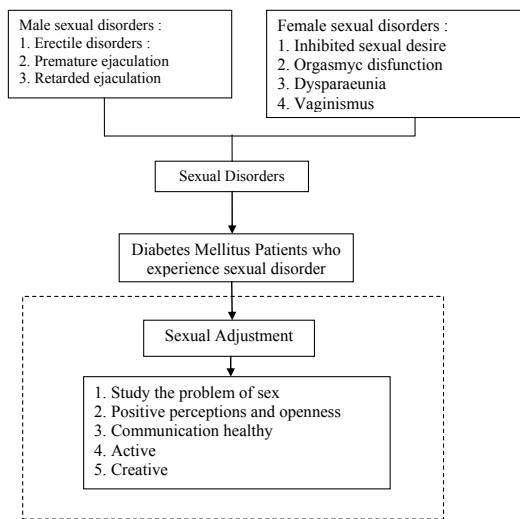 Male sexual disorders :
1. Erectile disorders :
2. Premature ejaculation
3. Retarded ejaculation
Female sexual disorders :
1. Inhibited sexual desire
2. Orgasmyc disfunction
3. Dysparaeunia
4. Vaginismus
Sexual Disorders
Diabetes Mellitus Patients who
experience sexual disorder
Sexual Adjustment
1. Study the problem of sex
2. Positive perceptions and openness
3. Communication healthy
4. Active
5. Creative